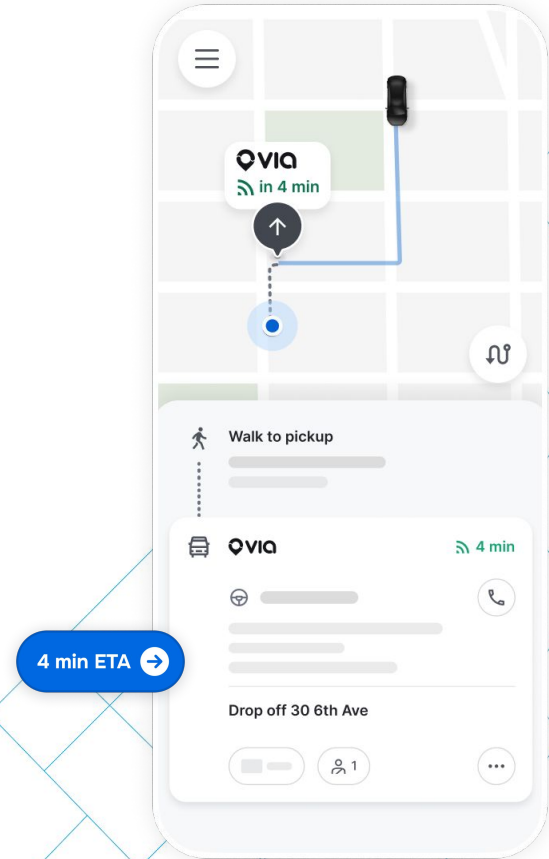 via
in 4 min
Walk to pickup
via
4 min
4 min ETA
Drop off 30 6th Ave
1